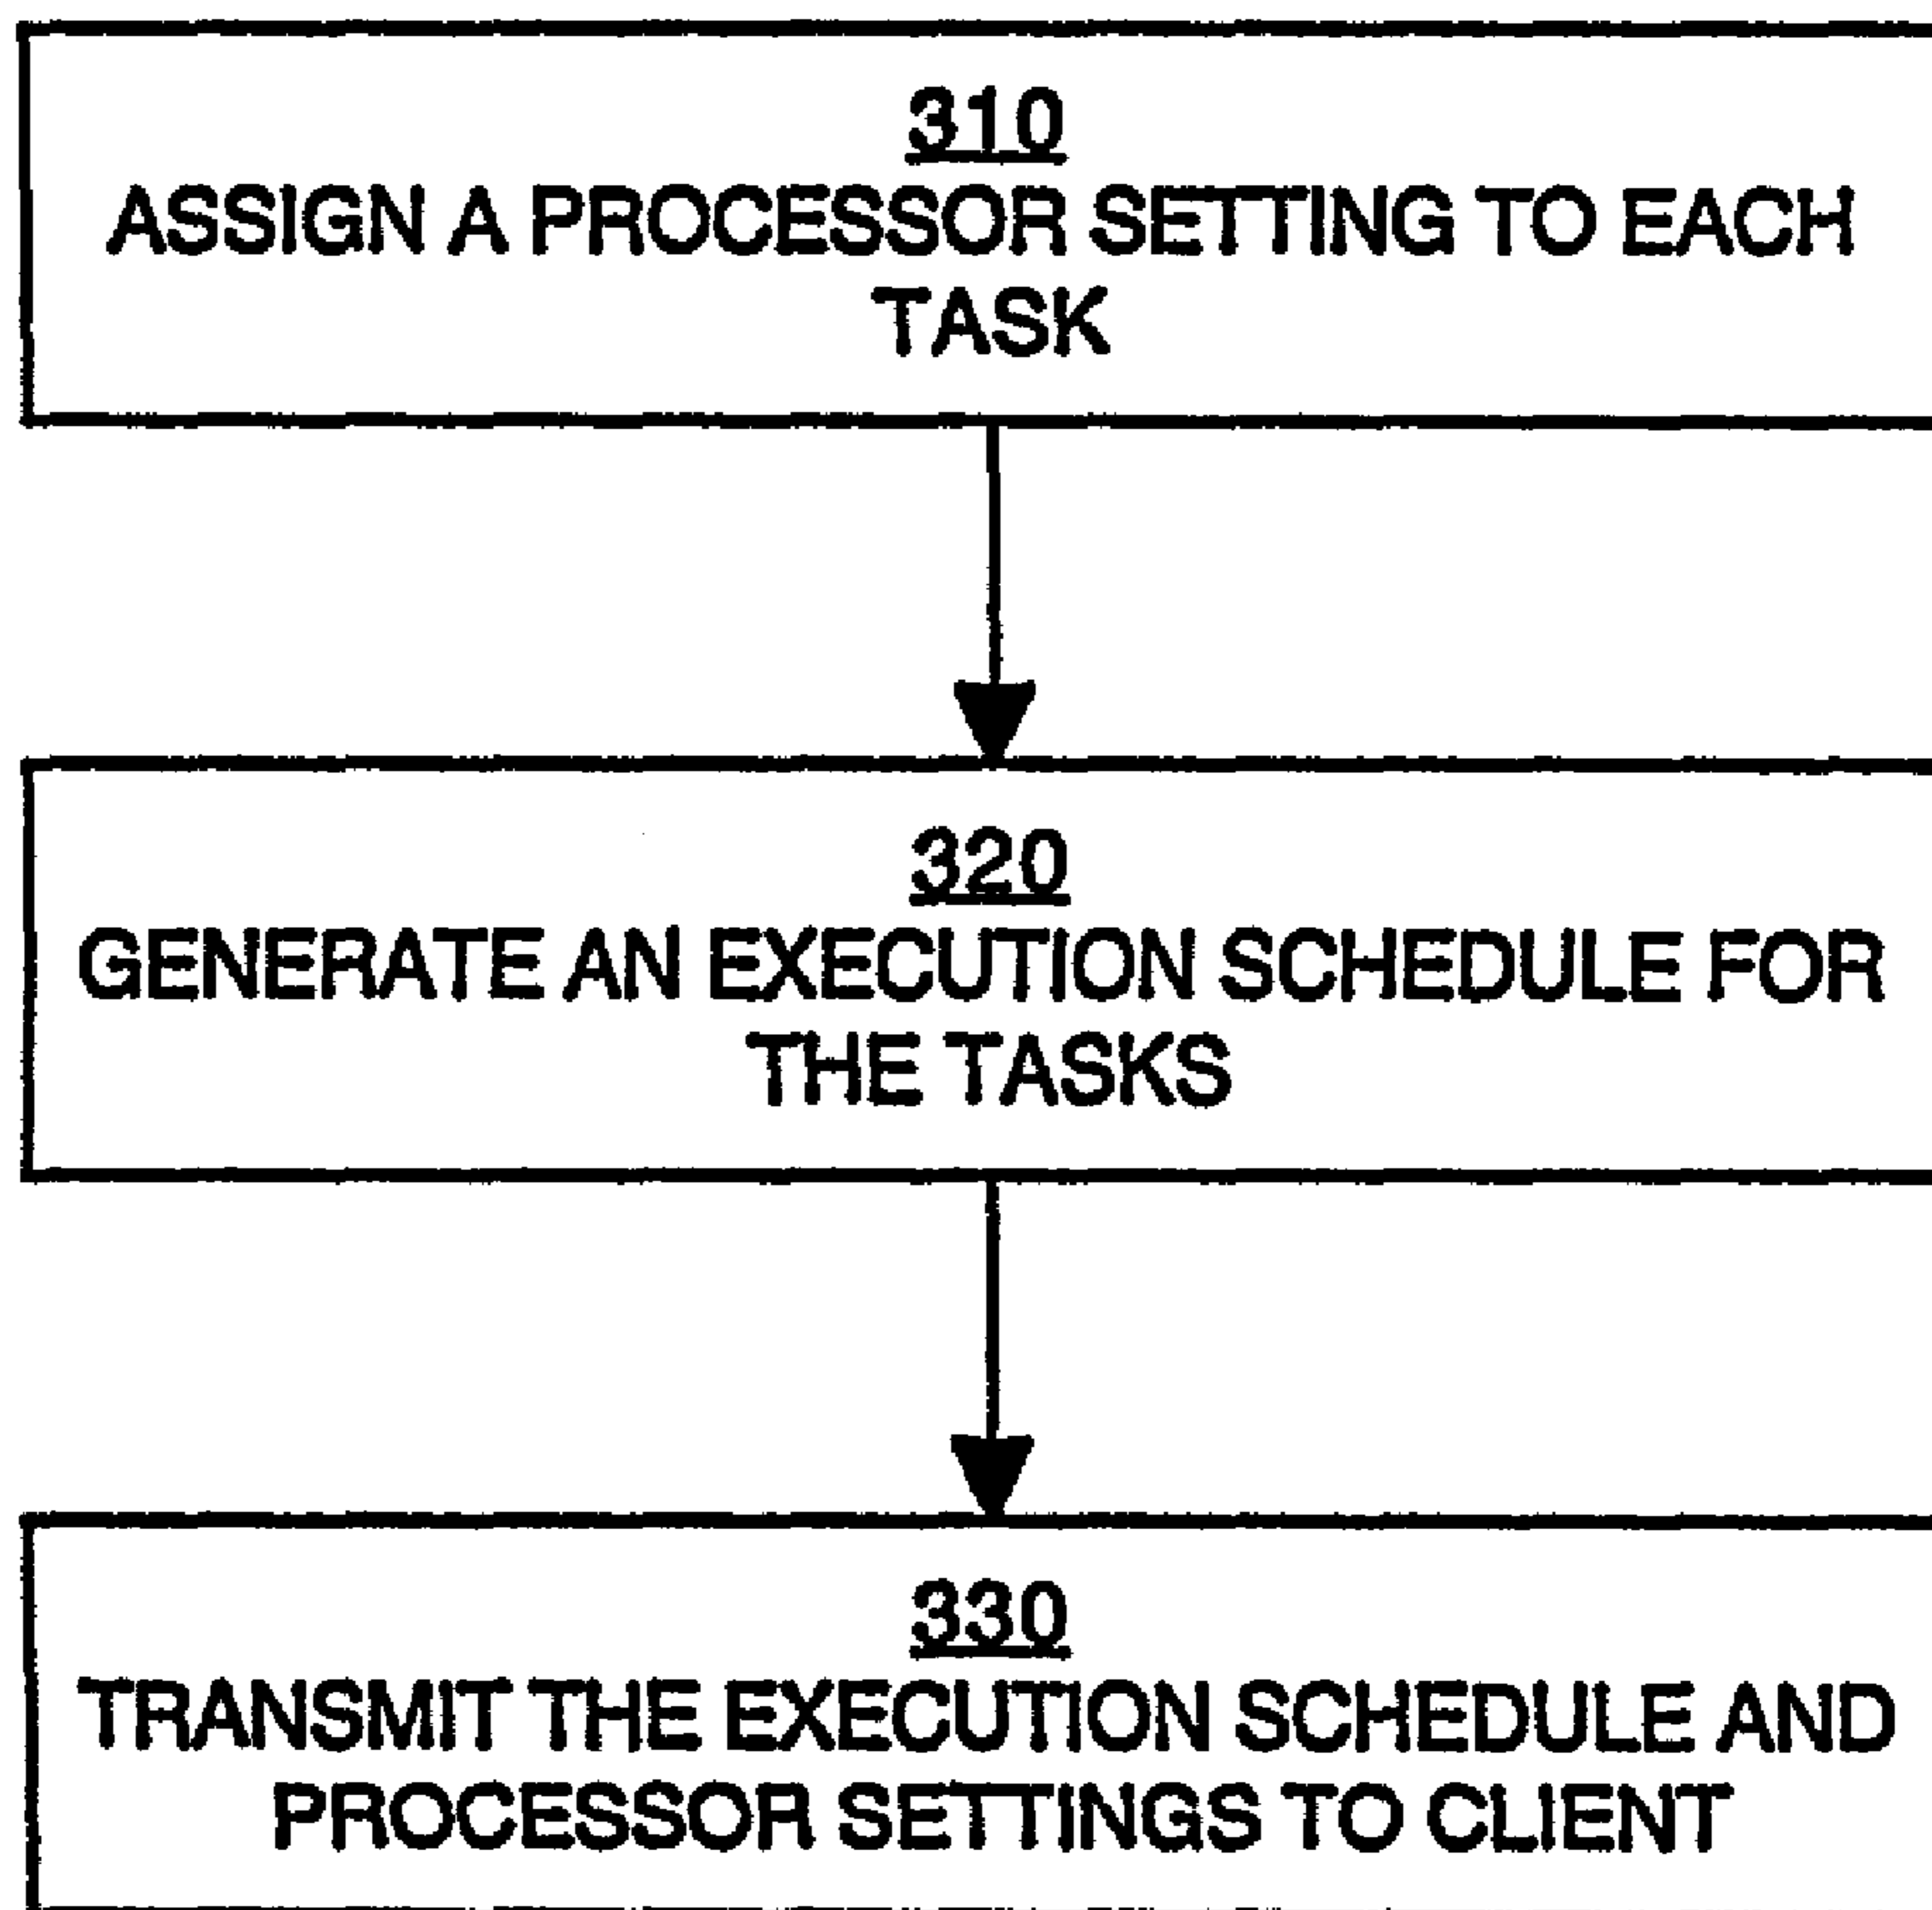 310
ASSIGN A PROCESSOR SETTING TO EACH
TASK
320
GENERATE AN EXECUTION SCHEDULE FOR
THE TASKS
330
TRANSMIT THE EXECUTION SCHEDULE AND
PROCESSOR SETTINGS TO CLIENT